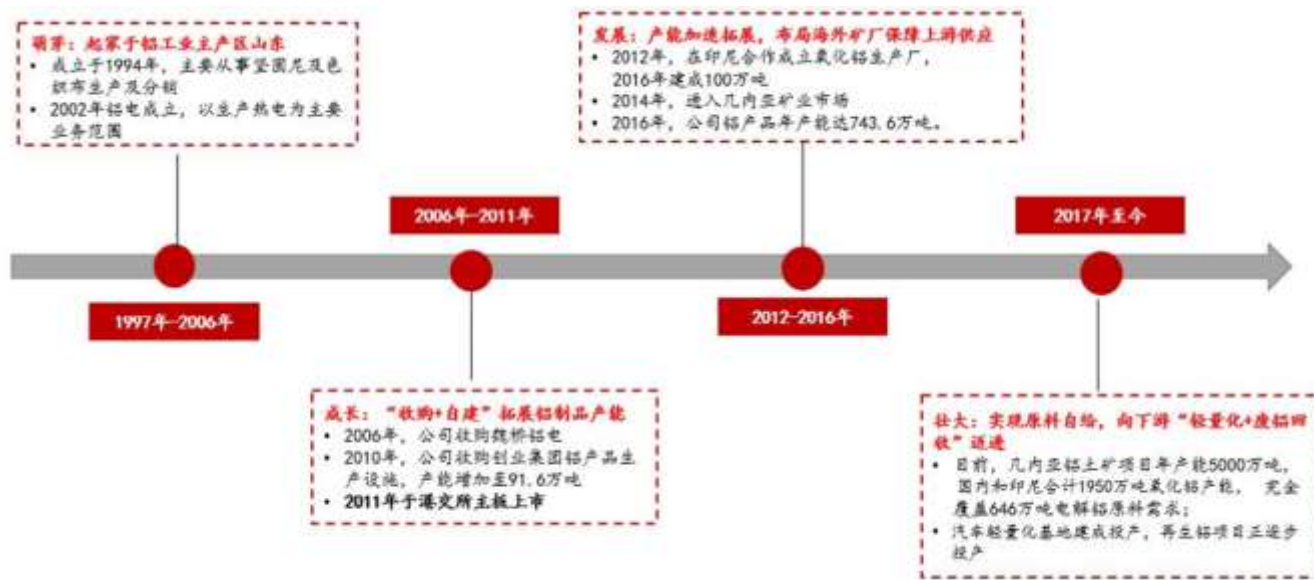 萌芽：起家于铝工业主产区山东
• 成立于1994年，主要从事坚固尼及色
织布生产及分销
• 2002年铝电成立，以生产热电为主要
业务范围
1997年-2006年
2006年-2011年
成长：“收购+自建”拓展铝制品产能
• 2006年，公司收购魏桥铝电
• 2010年，公司收购创业集团铝产品生
产设施，产能增加至91.6万吨
• 2011年于港交所主板上市
发展：产能加速拓展，布局海外矿厂保障上游供应
• 2012年，在印尼合作成立氧化铝生产厂，
2016年建成100万吨
• 2014年，进入几内亚矿业市场
• 2016年，公司铝产品年产能达743.6万吨。
2012-2016年
2017年至今
壮大：实现原料自给，向下游“轻量化+废铝回
收”迈进
• 目前，几内亚铝土矿项目年产能5000万吨，
国内和印尼合计1950万吨氧化铝产能， 完全
覆盖646万吨电解铝原料需求；
• 汽车轻量化基地建成投产，再生铝项目正逐步
投产